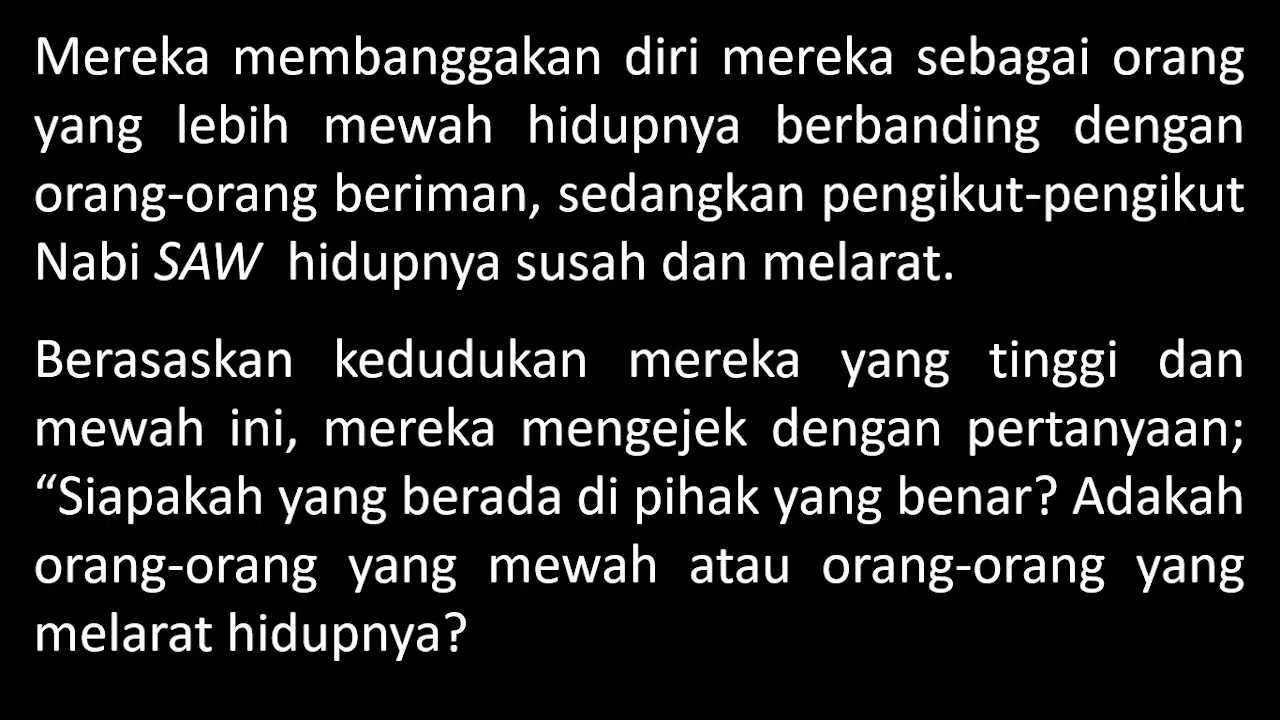 Mereka membanggakan diri mereka sebagai orang
yang lebih mewah hidupnya berbanding dengan
orang-orang beriman, sedangkan pengikut-pengikut
Nabi SAW hidupnya susah dan melarat.
Berasaskan kedudukan mereka yang tinggi dan
mewah ini, mereka mengejek dengan pertanyaan;
“Siapakah yang berada di pihak yang benar? Adakah
orang-orang yang mewah atau orang-orang yang
melarat hidupnya?